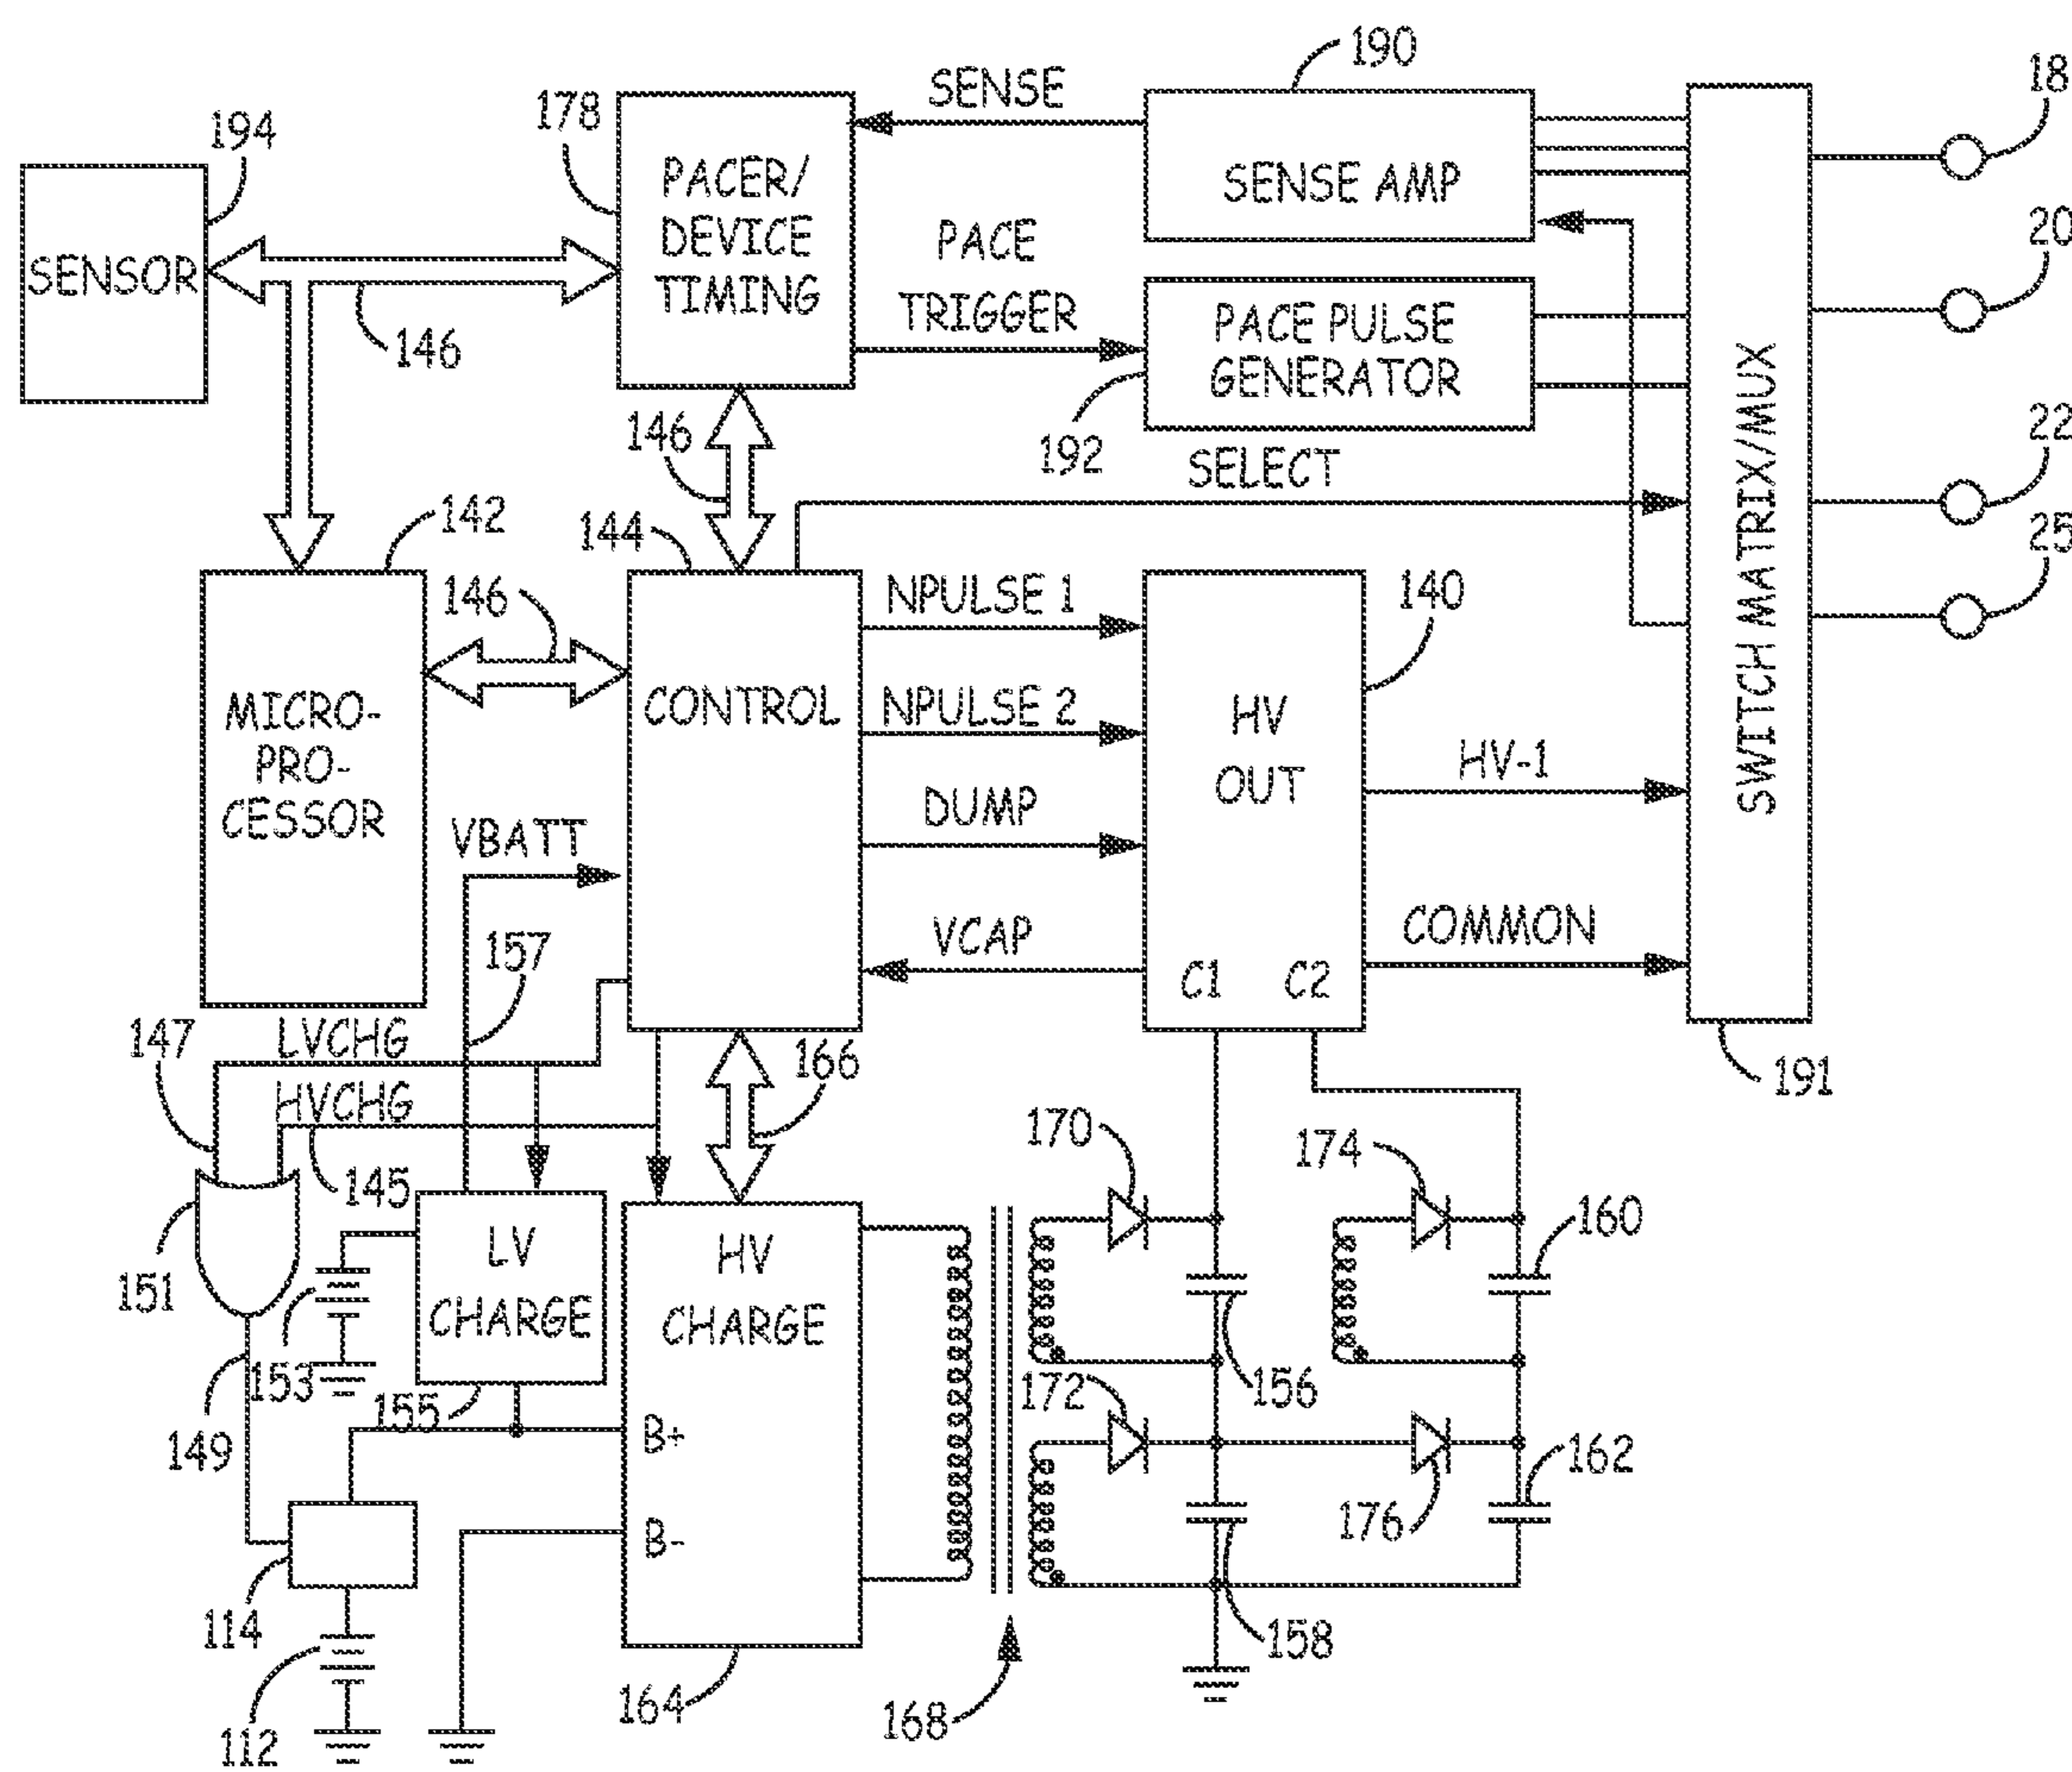 190
18
SENSE
178
194
PACER/
DEVICE
TIMING
SENSE AMP
20
PACE
TRIGGER
SENSOR
146
PACE PULSE
GENERATOR
146
192
SELECT
22
SWITCH MATRIX/MUX
142
144
25
146
NPULSE 1
140
MICRO-
PRO-
CESSOR
CONTROL
NPULSE 2
HV
OUT
HV-1
DUMP
VBATT
157
VCAP
COMMON
C1
C2
147
LVCHG
166
191
HVCHG
170
174
145
160
151
LV
CHARGE
HV
CHARGE
153
155
172
156
149
B+
162
176
B-
114
158
164
168
112